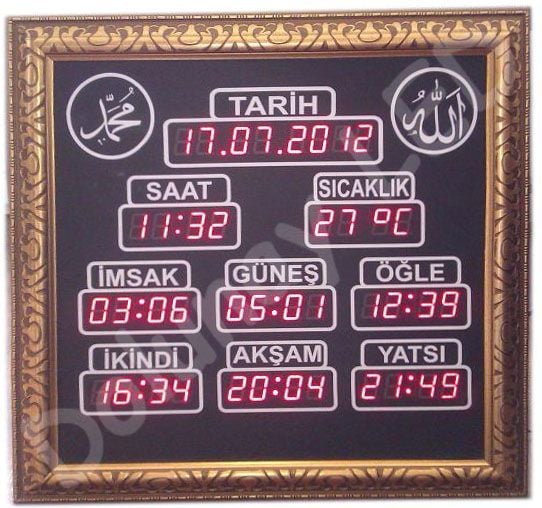 محمد
الله
TARİH
17.07.2012
SAAT SICAKLIK
11:32 27 ºC
İMSAK GÜNEŞ ÖĞLE
03:06 05:01 12:39
İKİNDİ AKŞAM YATSI
16:34 20:04 21:49